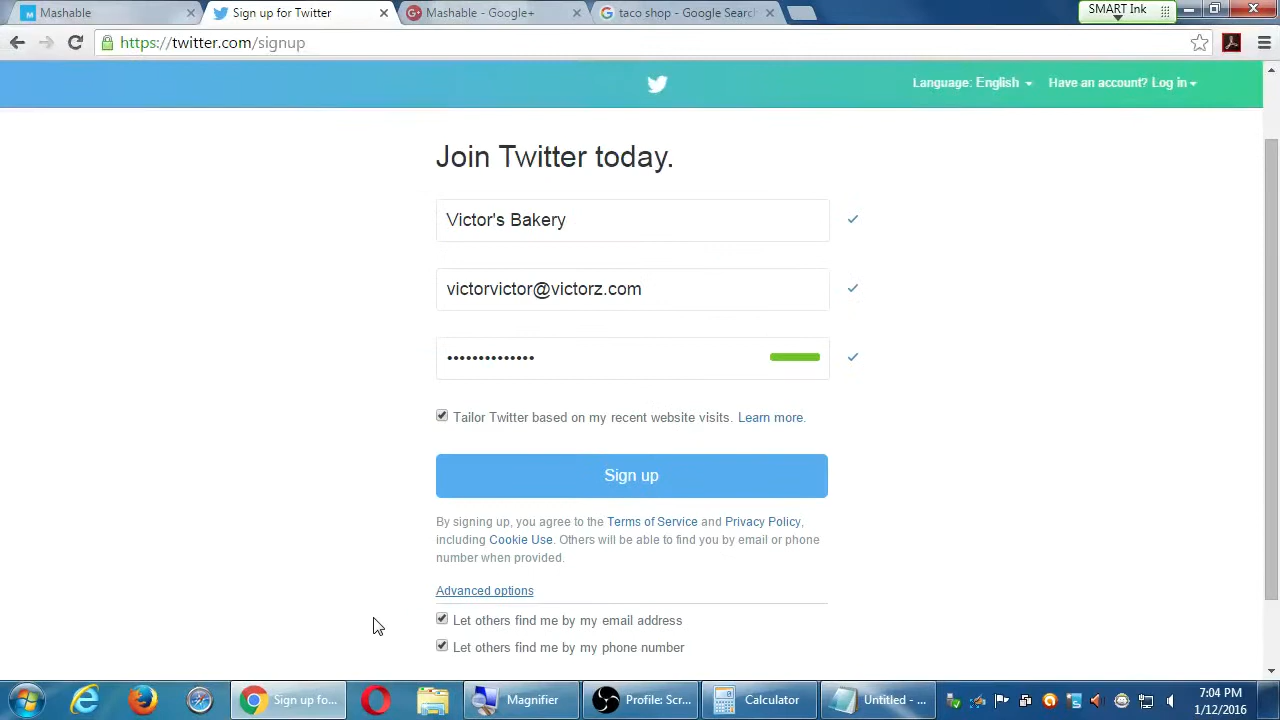 Mashable
Sign up for Twitter
Mashable - Google+
taco shop - Google Search
SMART Ink
https://twitter.com/signup
Language: English
Have an account? Log in
Join Twitter today.
Victor's Bakery
victorvictor@victorz.com
Tailor Twitter based on my recent website visits. Learn more.
Sign up
By signing up, you agree to the Terms of Service and Privacy Policy,
including Cookie Use. Others will be able to find you by email or phone
number when provided.
Advanced options
Let others find me by my email address
Let others find me by my phone number
Sign up fo...
Magnifier
Profile: Scr...
Calculator
Untitled - ...
7:04 PM
1/12/2016